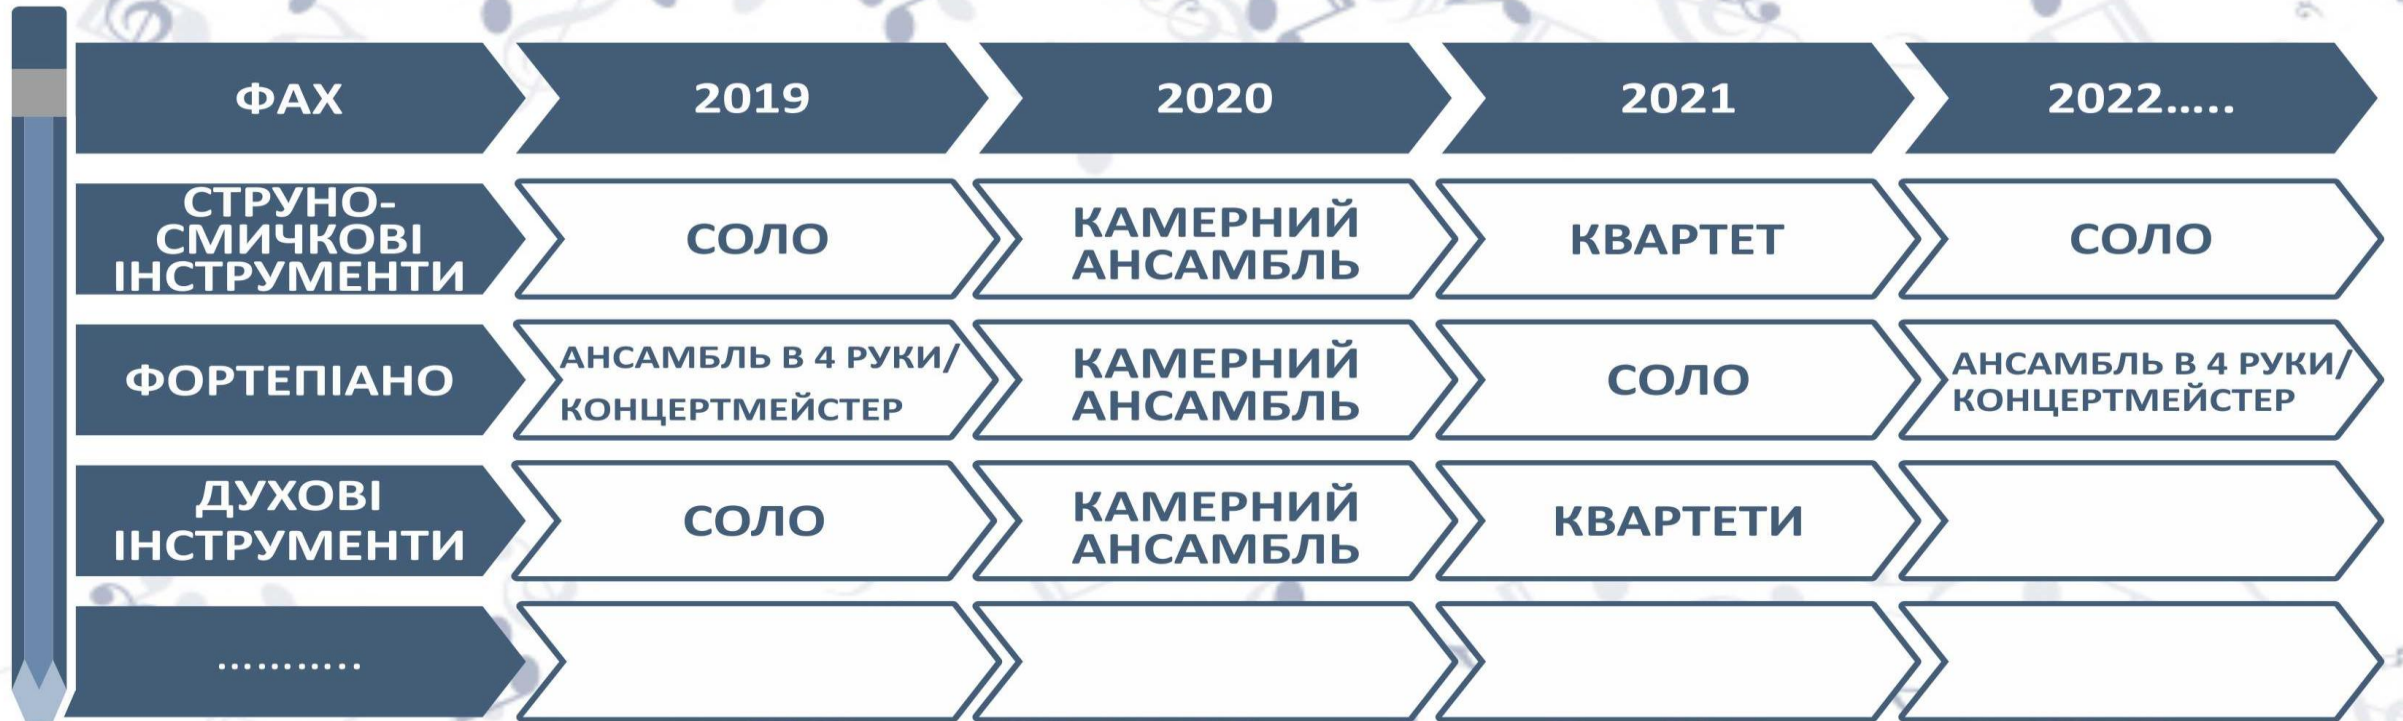 ФАХ
2019
2020
2021
2022.....
СТРУНО-
СМИЧКОВІ
ІНСТРУМЕНТИ
СОЛО
КАМЕРНИЙ
АНСАМБЛЬ
КВАРТЕТ
СОЛО
ФОРТЕПІАНО
АНСАМБЛЬ В 4 РУКИ/
КОНЦЕРТМЕЙСТЕР
КАМЕРНИЙ
АНСАМБЛЬ
СОЛО
АНСАМБЛЬ В 4 РУКИ/
КОНЦЕРТМЕЙСТЕР
ДУХОВІ
ІНСТРУМЕНТИ
СОЛО
КАМЕРНИЙ
АНСАМБЛЬ
КВАРТЕТИ
...........